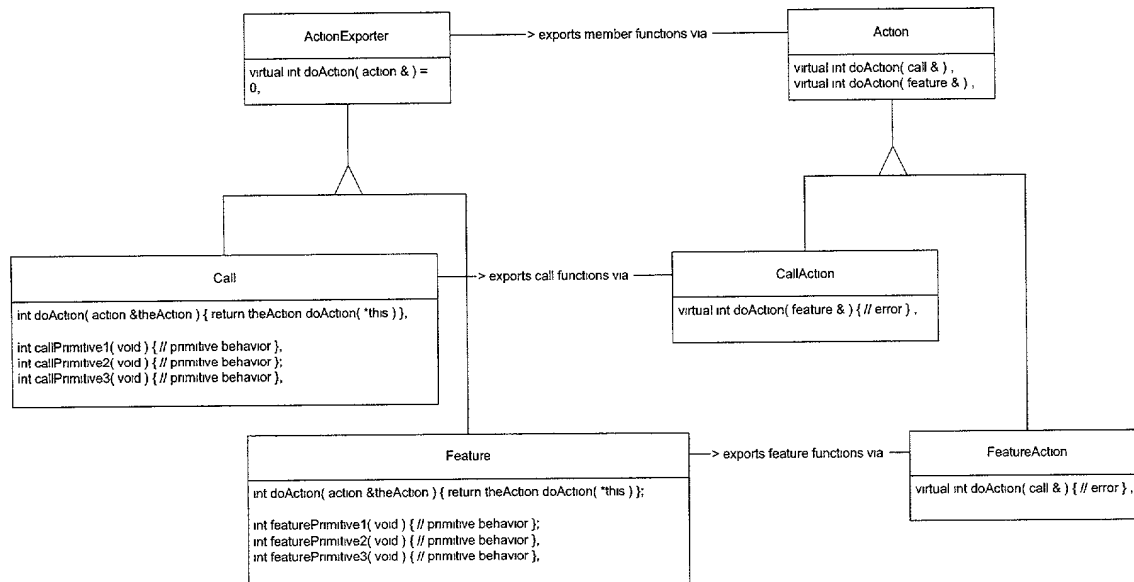 ActionExporter
> exports member functions via
Action
virtual int doAction( action & ) =
0,
virtual int doAction( call & ) ,
virtual int doAction( feature & ) ,
Call
> exports call functions via
CallAction
int doAction( action &theAction ) { return theAction doAction( *this ) },
virtual int doAction( feature & ) { // error } ,
int callPrimitive1( void ) { // primitive behavior },
int callPrimitive2( void ) { // primitive behavior };
int callPrimitive3( void ) { // primitive behavior },
Feature
> exports feature functions via
FeatureAction
int doAction( action &theAction ) { return theAction doAction( *this ) };
virtual int doAction( call & ) { // error } ,
int featurePrimitive1( void ) { // primitive behavior };
int featurePrimitive2( void ) { // primitive behavior },
int featurePrimitive3( void ) { // primitive behavior },